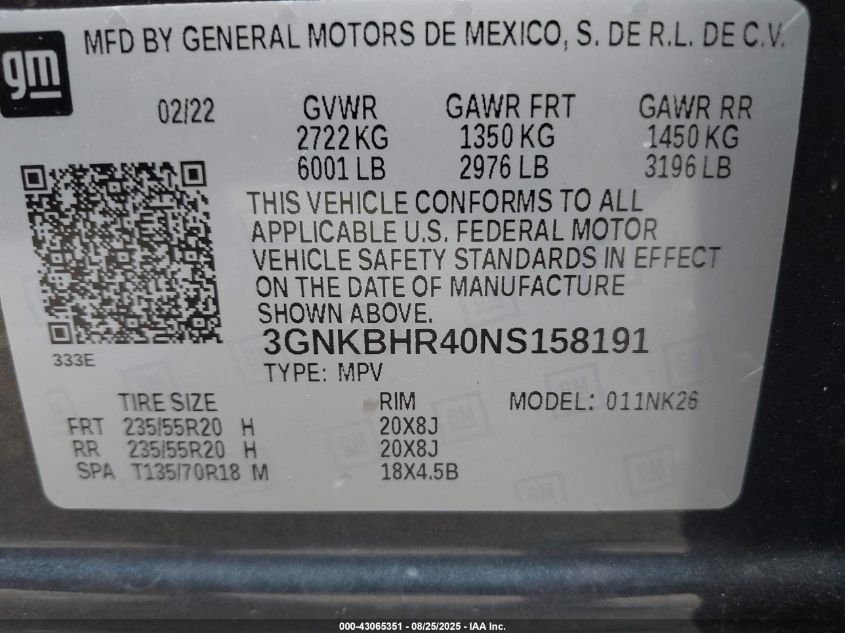 gm
MFD BY GENERAL MOTORS DE MEXICO, S. DE R.L. DE C.V.
02/22 GVWR GAWR FRT GAWR RR
2722 KG 1350 KG 1450 KG
6001 LB 2976 LB 3196 LB
THIS VEHICLE CONFORMS TO ALL
APPLICABLE U.S. FEDERAL MOTOR
VEHICLE SAFETY STANDARDS IN EFFECT
ON THE DATE OF MANUFACTURE
SHOWN ABOVE.
333E
3GNKBHR40NS158191
TYPE: MPV
TIRE SIZE RIM MODEL: 011NK26
FRT 235/55R20 H 20X8J
RR 235/55R20 H 20X8J
SPA T135/70R18 M 18X4.5B
000-43065351 - 08/25/2025 - IAA Inc.